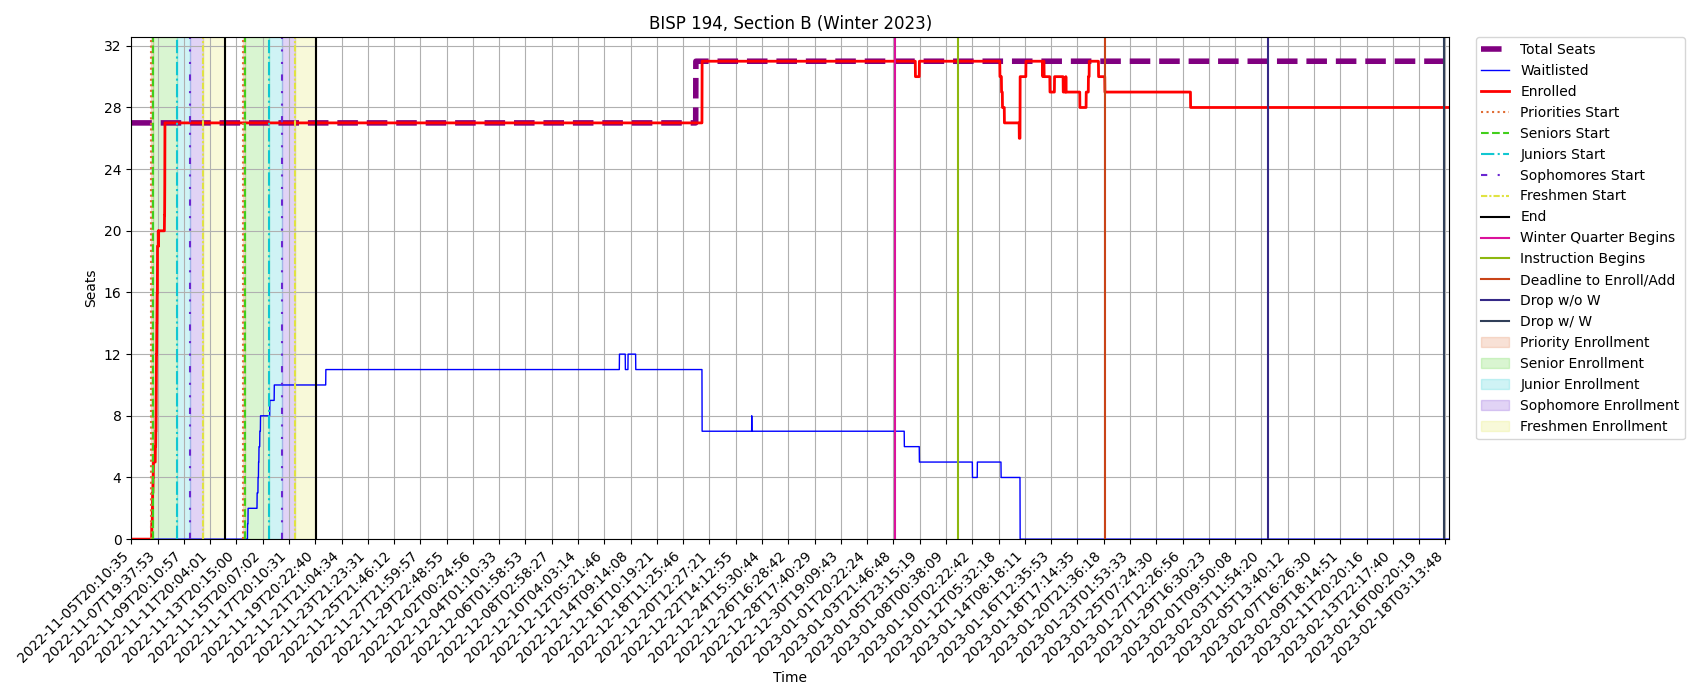 BISP 194, Section B (Winter 2023)
32
28
24
20
16
12
8
4
0
Seats
2022-11-05T20:10:35
2022-11-07T19:37:53
2022-11-09T20:10:57
2022-11-11T20:04:01
2022-11-13T20:15:00
2022-11-15T20:07:02
2022-11-17T20:10:31
2022-11-19T20:22:40
2022-11-21T21:04:34
2022-11-23T21:23:31
2022-11-25T21:46:12
2022-11-27T21:59:57
2022-11-29T22:48:55
2022-12-02T00:24:56
2022-12-04T01:10:33
2022-12-06T01:58:53
2022-12-08T02:58:27
2022-12-10T04:03:14
2022-12-12T05:21:46
2022-12-14T09:14:08
2022-12-16T10:19:21
2022-12-18T11:25:46
2022-12-20T12:27:21
2022-12-22T14:12:55
2022-12-24T15:30:44
2022-12-26T16:28:42
2022-12-28T17:40:29
2022-12-30T19:09:43
2023-01-01T20:22:24
2023-01-03T21:46:48
2023-01-05T23:15:19
2023-01-08T00:38:09
2023-01-10T02:22:42
2023-01-12T05:32:18
2023-01-14T08:18:11
2023-01-16T12:35:53
2023-01-18T17:14:35
2023-01-20T21:36:18
2023-01-23T01:53:33
2023-01-25T07:24:30
2023-01-27T12:26:56
2023-01-29T16:30:23
2023-02-01T09:50:08
2023-02-03T11:54:20
2023-02-05T13:40:12
2023-02-07T16:26:30
2023-02-09T18:14:51
2023-02-11T20:20:16
2023-02-13T22:17:40
2023-02-16T00:20:19
2023-02-18T03:13:48
Time
Total Seats
Waitlisted
Enrolled
Priorities Start
Seniors Start
Juniors Start
Sophomores Start
Freshmen Start
End
Winter Quarter Begins
Instruction Begins
Deadline to Enroll/Add
Drop w/o W
Drop w/ W
Priority Enrollment
Senior Enrollment
Junior Enrollment
Sophomore Enrollment
Freshmen Enrollment